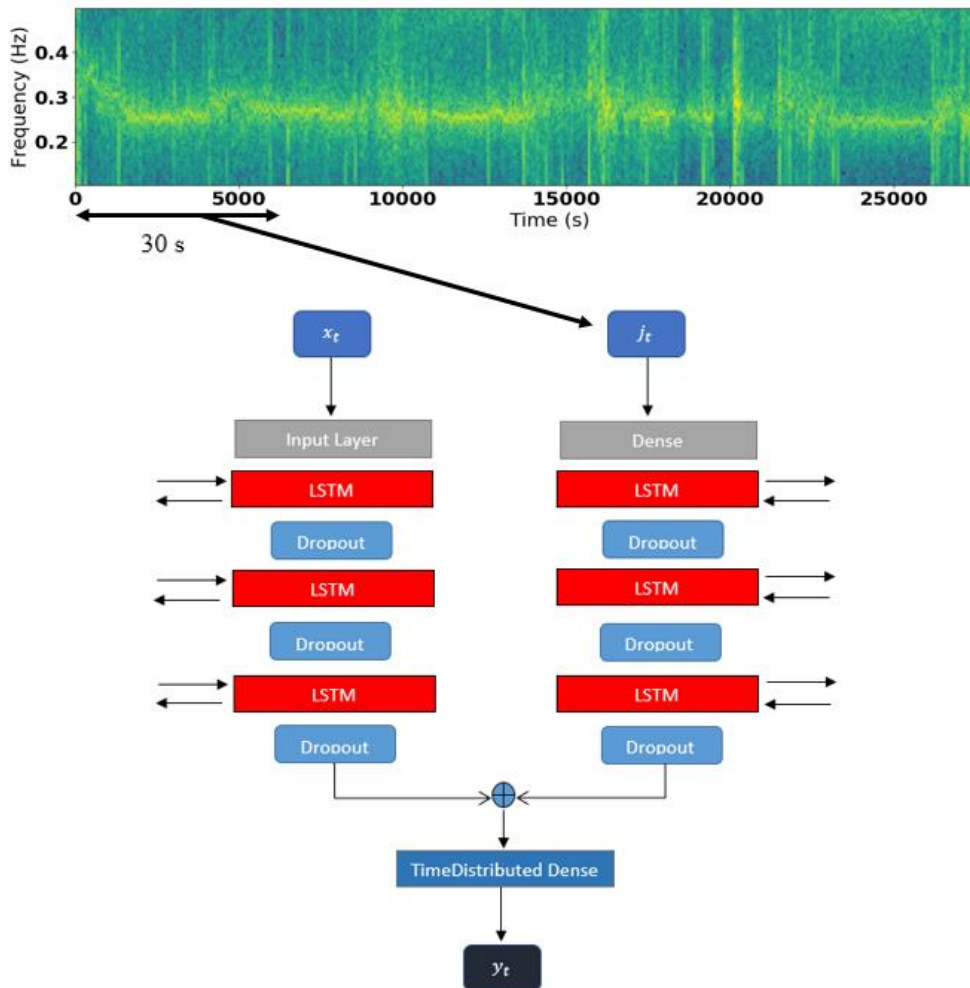 Frequency (Hz)
0.4
0.3
0.2
0 5000 10000 15000 20000 25000
Time (s)
30 s
x_t j_t
Input Layer Dense
LSTM LSTM
Dropout Dropout
LSTM LSTM
Dropout Dropout
LSTM LSTM
Dropout Dropout
TimeDistributed Dense
y_t